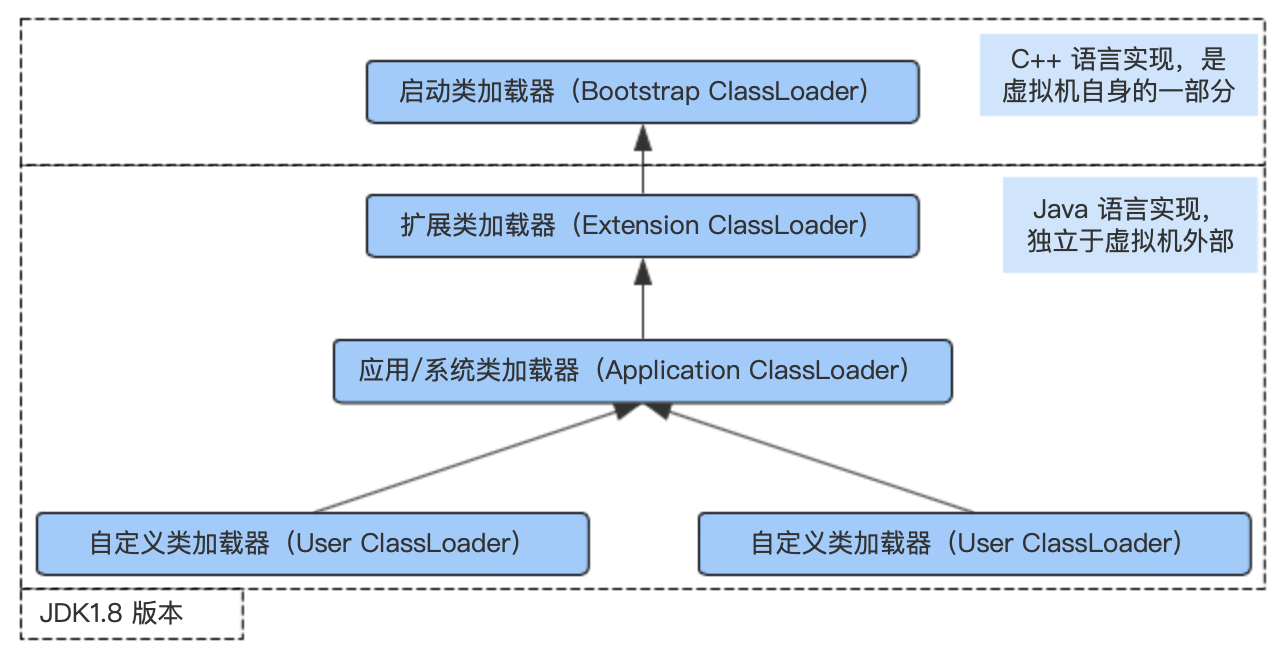 启动类加载器（Bootstrap ClassLoader）
C++ 语言实现，是
虚拟机自身的一部分
扩展类加载器（Extension ClassLoader）
Java 语言实现，
独立于虚拟机外部
应用/系统类加载器（Application ClassLoader）
自定义类加载器（User ClassLoader）
自定义类加载器（User ClassLoader）
JDK1.8 版本